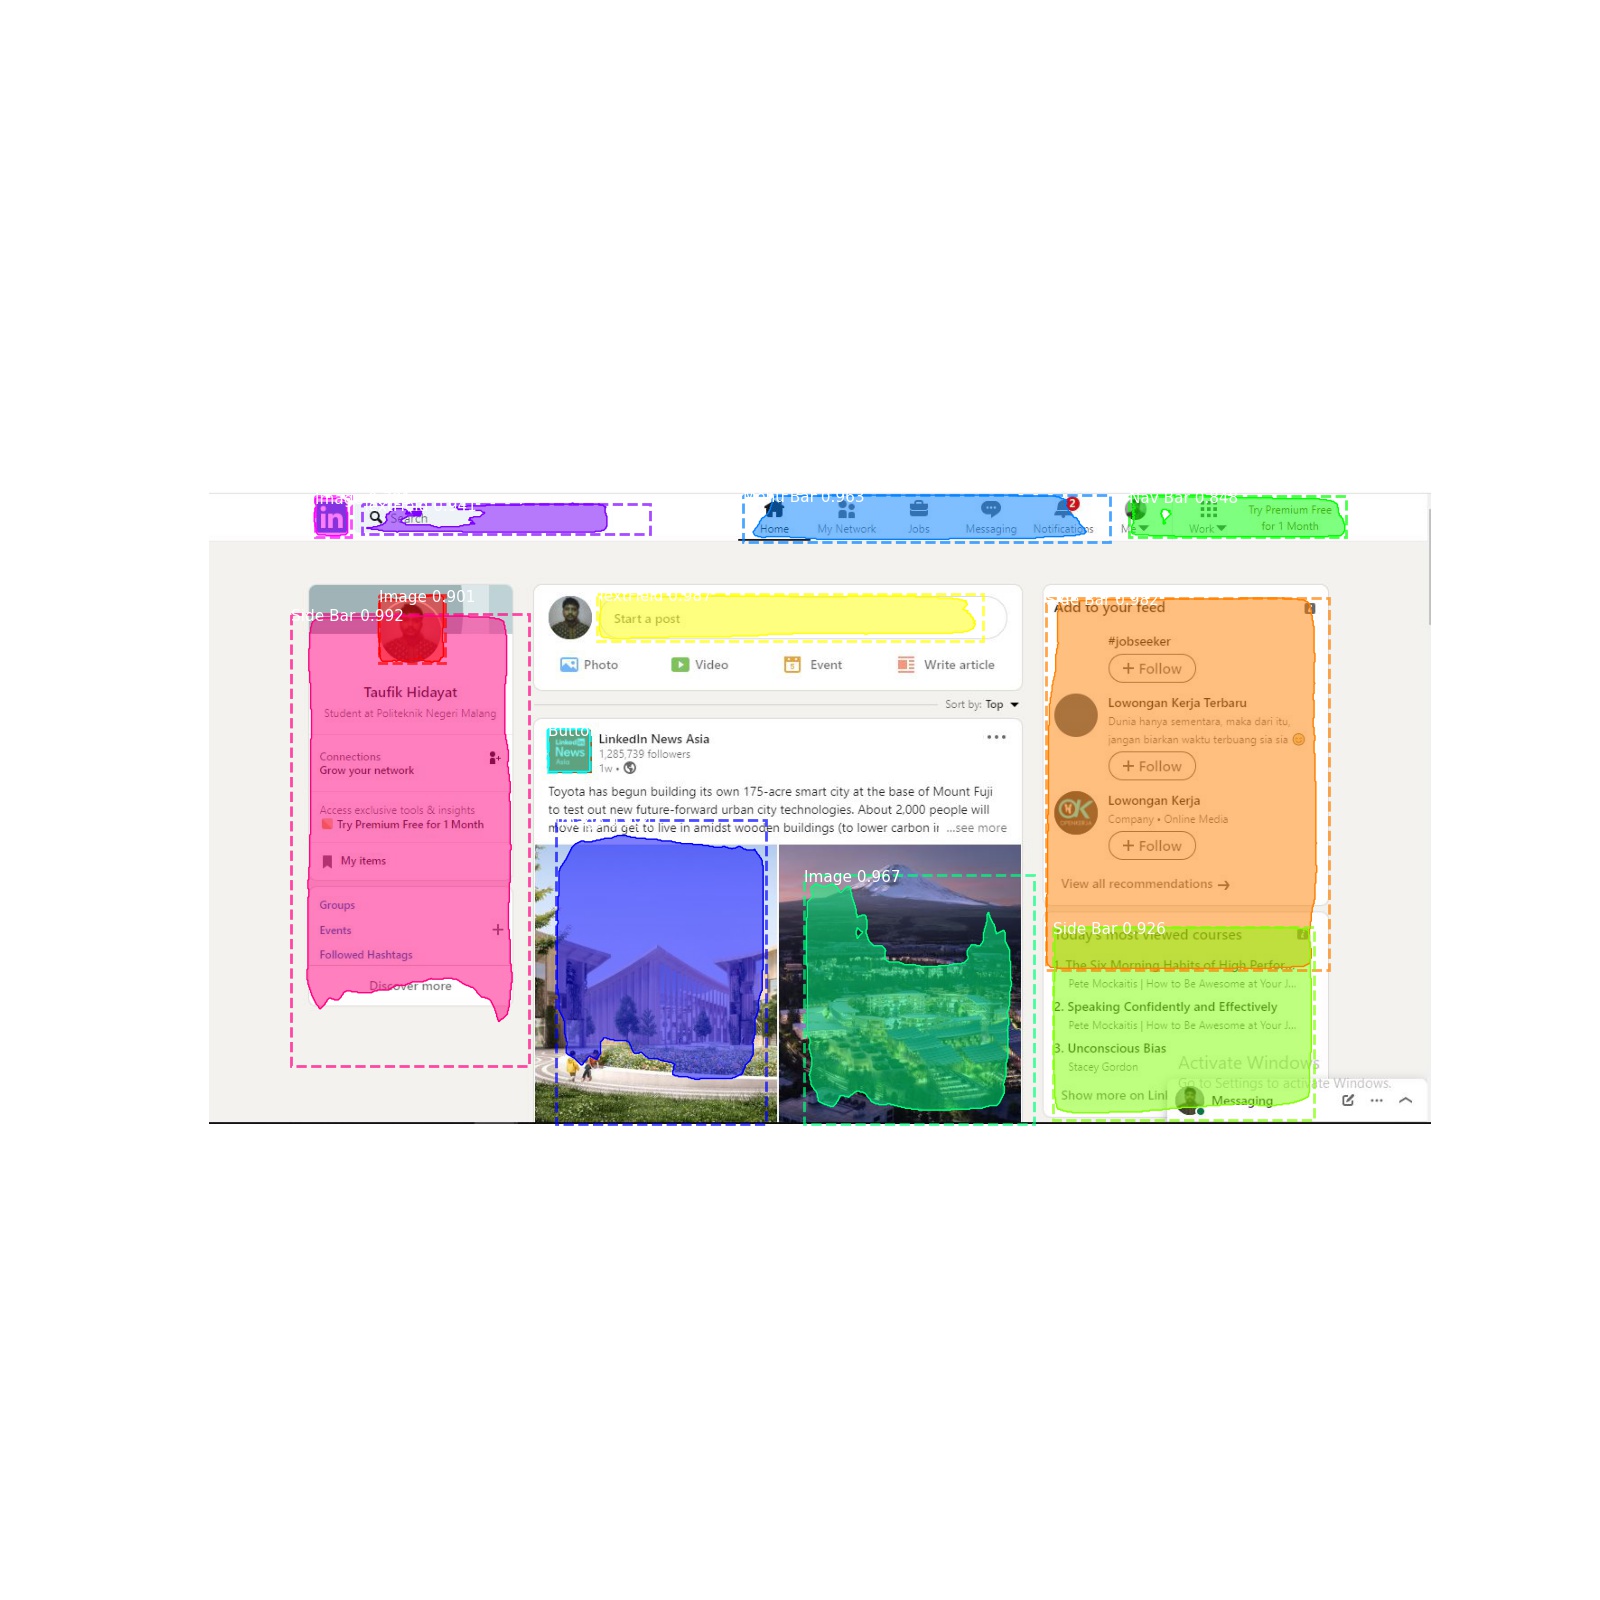 in
Search
Menu Bar 0.963
Nav Bar 0.848
2
Home
My Network
Jobs
Messaging
Notifications
Me
Work
Try Premium Free
for 1 Month
Image 0.901
Side Bar 0.992
Taufik Hidayat
Student at Politeknik Negeri Malang
Connections
Grow your network
Access exclusive tools & insights
Try Premium Free for 1 Month
My items
Groups
Events
Followed Hashtags
Discover more
Start a post
Photo
Video
Event
Write article
Sort by: Top
Button
LinkedIn
News
Asia
LinkedIn News Asia
1,285,739 followers
1w •
Toyota has begun building its own 175-acre smart city at the base of Mount Fuji
to test out new future-forward urban city technologies. About 2,000 people will
move in and get to live in amidst wooden buildings (to lower carbon ...see more
Image 0.967
Add to your feed
#jobseeker
+ Follow
Lowongan Kerja Terbaru
Dunia hanya sementara, maka dari itu,
jangan biarkan waktu terbuang sia sia 😊
+ Follow
OK
Lowongan Kerja
Company • Online Media
+ Follow
View all recommendations →
Side Bar 0.926
Today's most viewed courses
1. The Six Morning Habits of High Perfor...
Pete Mockaitis | How to Be Awesome at Your J...
2. Speaking Confidently and Effectively
Pete Mockaitis | How to Be Awesome at Your J...
3. Unconscious Bias
Stacey Gordon
Show more on
Activate Windows
Go to Settings to activate Windows.
Messaging